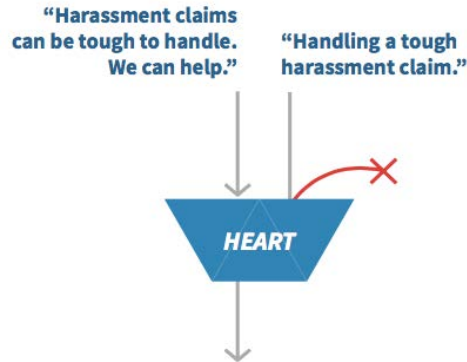 “Harassment claims
can be tough to handle.
We can help.”
“Handling a tough
harassment claim.”
HEART